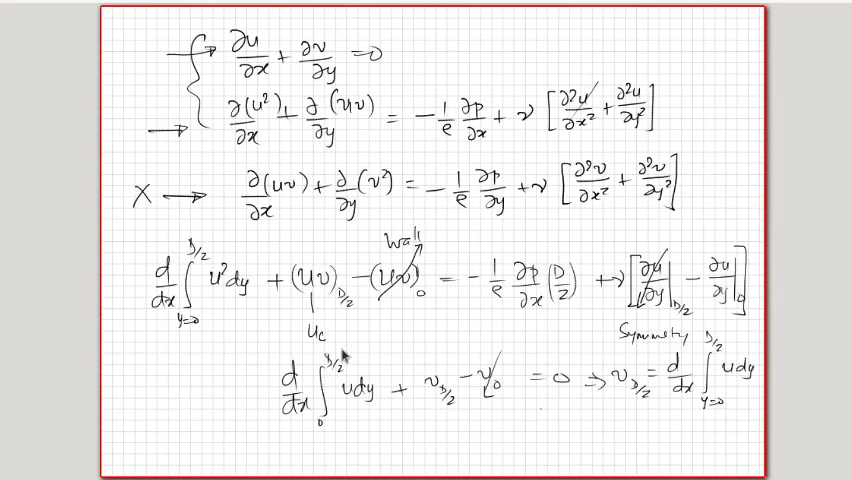 ∂u/∂x + ∂v/∂y = 0
∂(u²)/∂x + ∂/∂y (uv) = - 1/ρ ∂p/∂x + ν [∂²u/∂x² + ∂²u/∂y²]
X → ∂(uv)/∂x + ∂/∂y (v²) = - 1/ρ ∂p/∂y + ν [∂²v/∂x² + ∂²v/∂y²]
Wall
d/dx ∫_{y=0}^{D/2} u² dy + (uv)_{D/2} - (uv)_0 = - 1/ρ ∂p/∂x (D/2) + ν [∂u/∂y|_{D/2} - ∂u/∂y|_0]
u_c Symmetry
d/dx ∫_0^{D/2} u dy + v_{D/2} - v_0 = 0 ⇒ v_{D/2} = d/dx ∫_{y=0}^{D/2} u dy